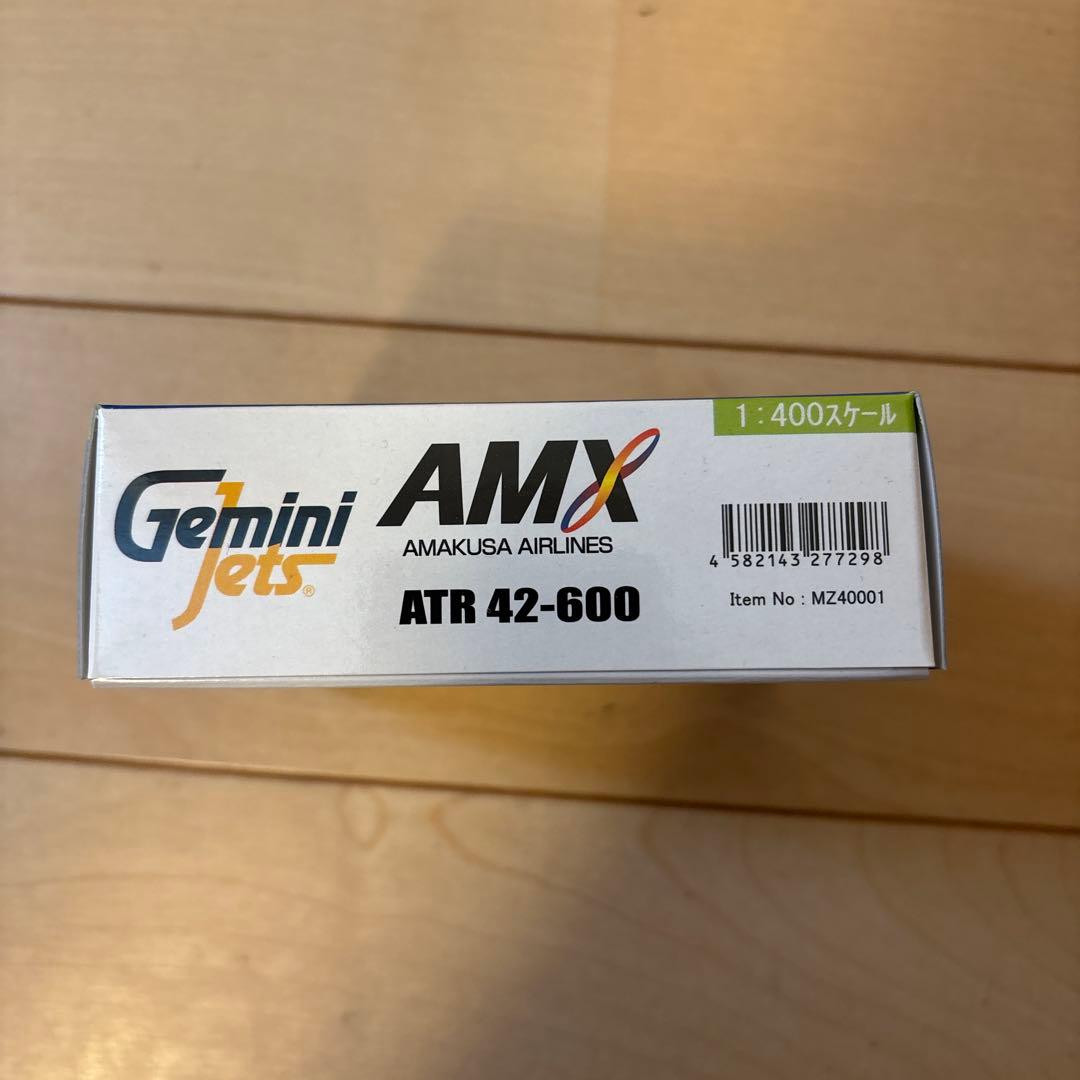 1:400スケール
Gemini
Jets®
AMX
AMAKUSA AIRLINES
ATR 42-600
4 582143 277298
Item No : MZ40001